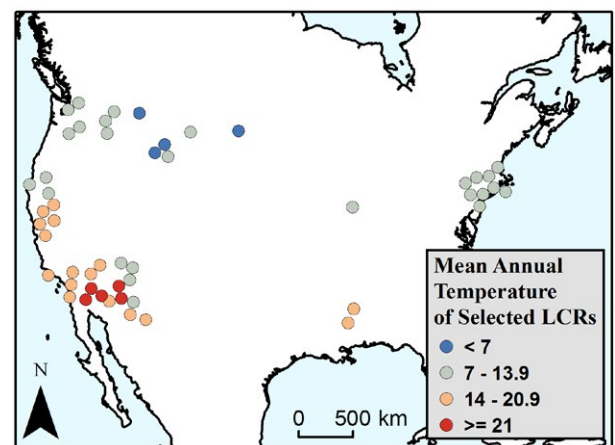 Mean Annual
Temperature
of Selected LCRs
< 7
7 - 13.9
14 - 20.9
>= 21
N
0 500 km